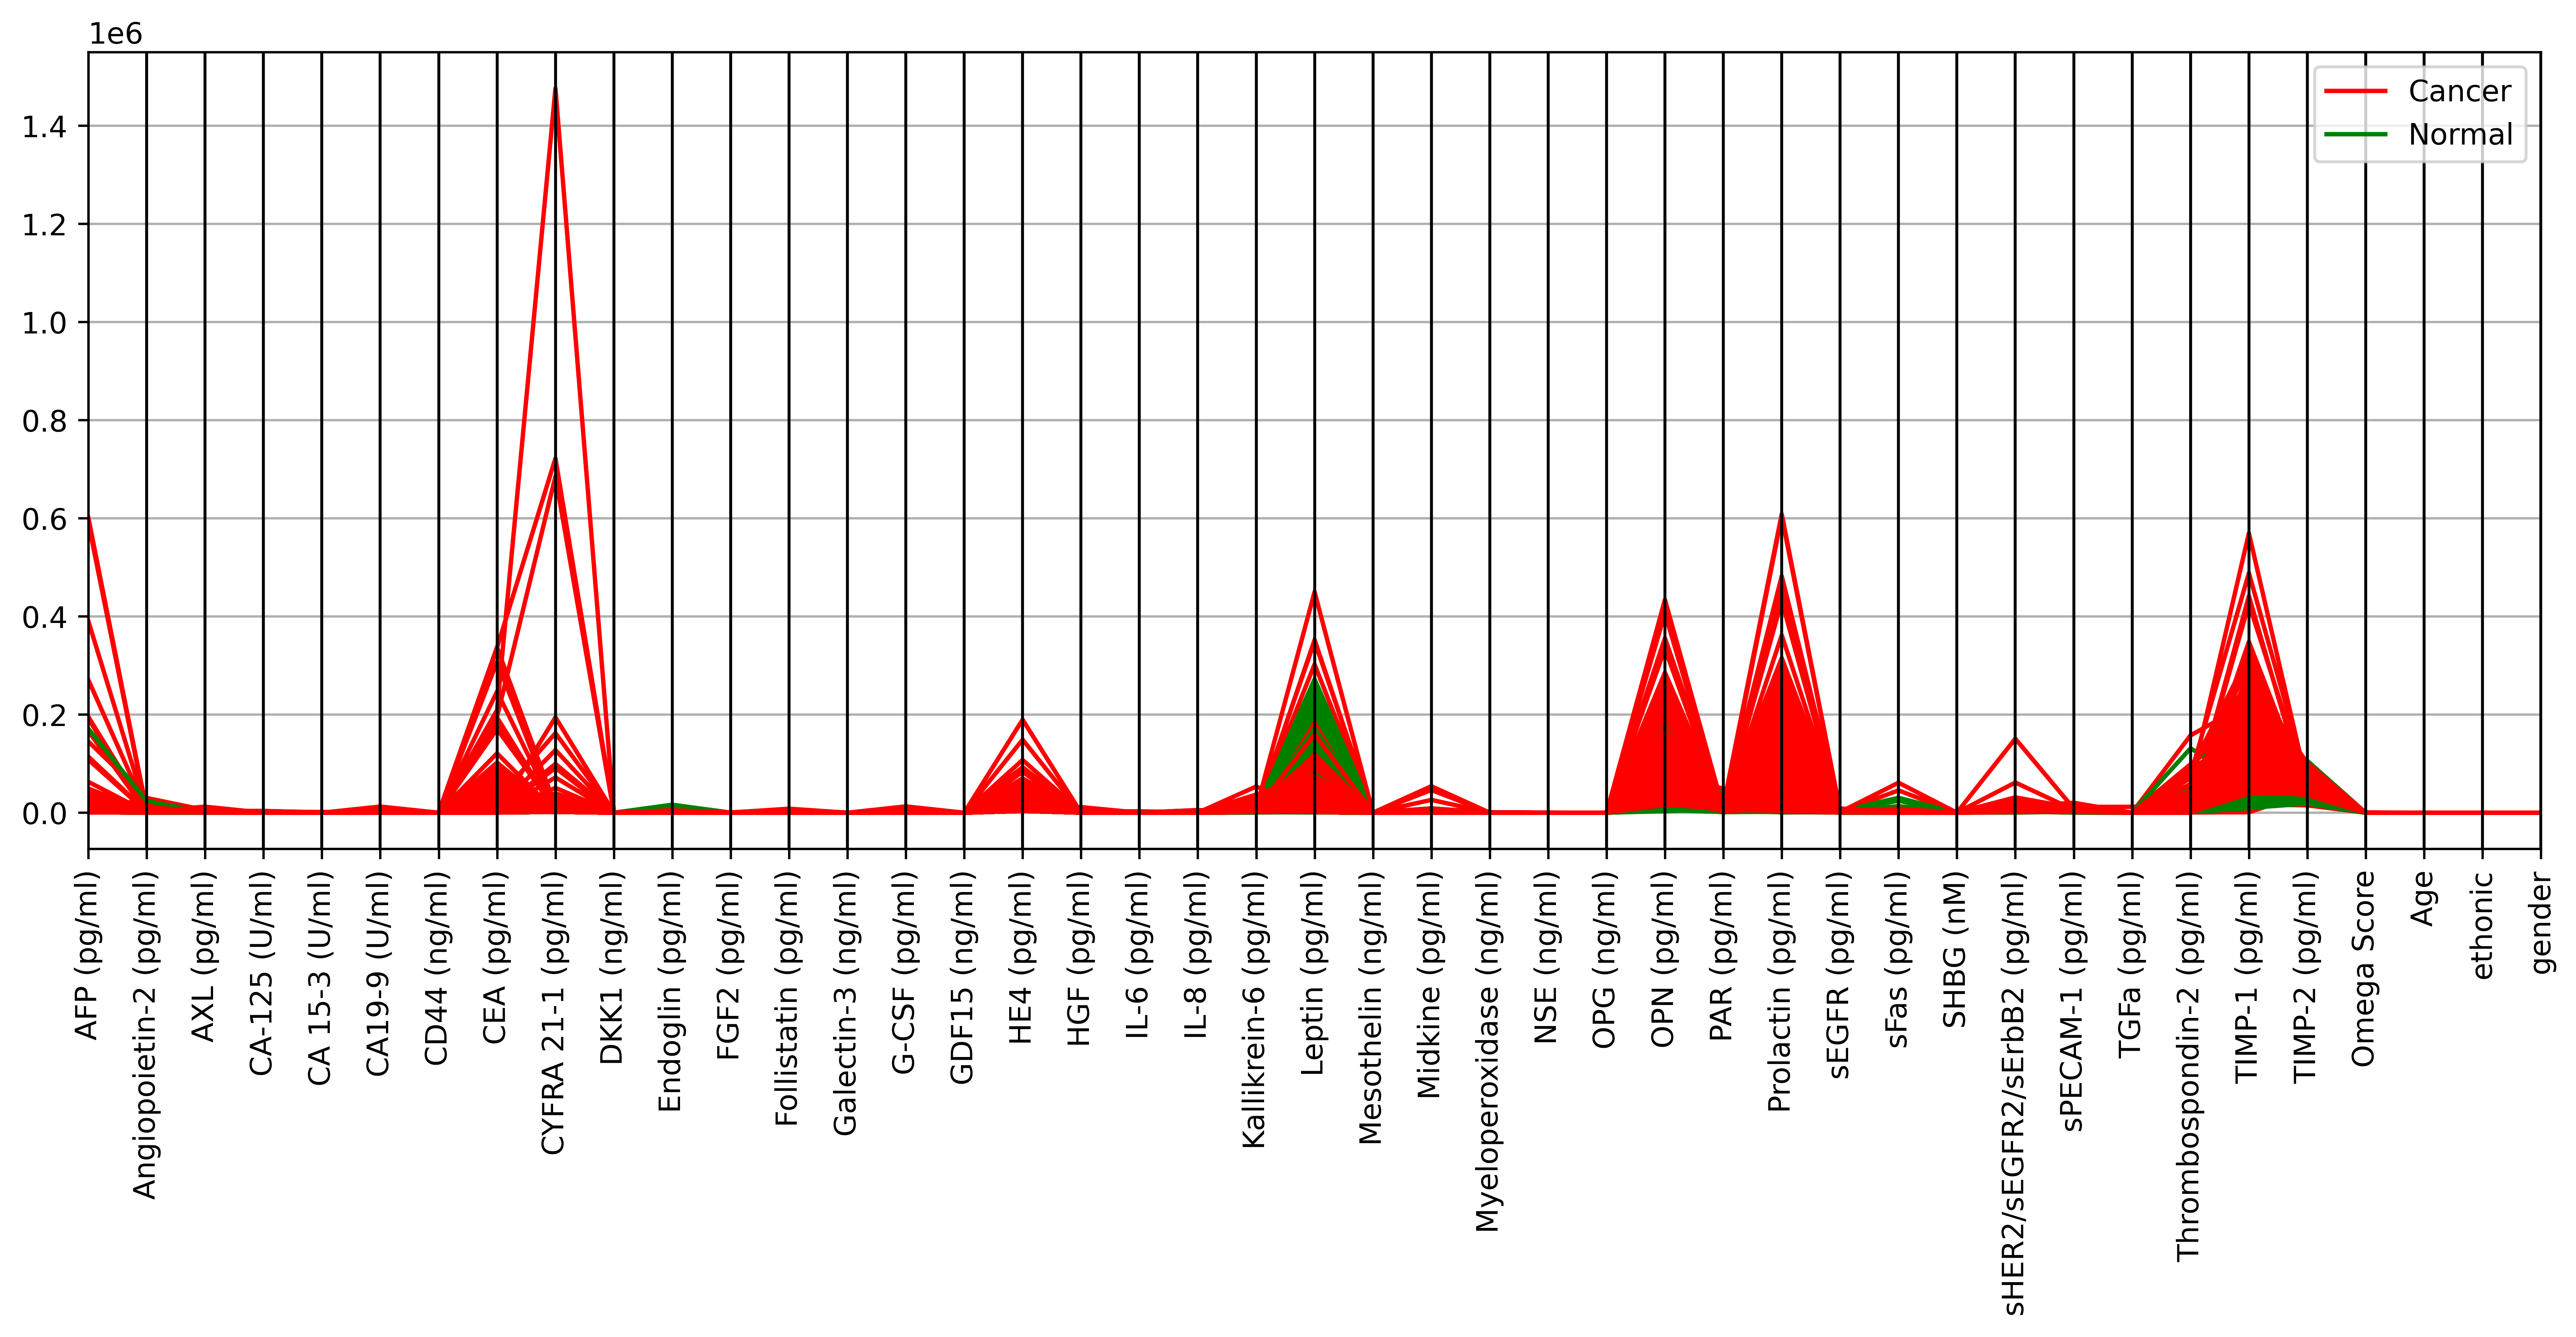 1e6
1.4
1.2
1.0
0.8
0.6
0.4
0.2
0.0
Cancer
Normal
AFP (pg/ml)
Angiopoietin-2 (pg/ml)
AXL (pg/ml)
CA-125 (U/ml)
CA 15-3 (U/ml)
CA19-9 (U/ml)
CD44 (ng/ml)
CEA (pg/ml)
CYFRA 21-1 (pg/ml)
DKK1 (ng/ml)
Endoglin (pg/ml)
FGF2 (pg/ml)
Follistatin (pg/ml)
Galectin-3 (ng/ml)
G-CSF (pg/ml)
GDF15 (ng/ml)
HE4 (pg/ml)
HGF (pg/ml)
IL-6 (pg/ml)
IL-8 (pg/ml)
Kallikrein-6 (pg/ml)
Leptin (pg/ml)
Mesothelin (ng/ml)
Midkine (pg/ml)
Myeloperoxidase (ng/ml)
NSE (ng/ml)
OPG (ng/ml)
OPN (pg/ml)
PAR (pg/ml)
Prolactin (pg/ml)
sEGFR (pg/ml)
sFas (pg/ml)
SHBG (nM)
sHER2/sEGFR2/sErbB2 (pg/ml)
sPECAM-1 (pg/ml)
TGFa (pg/ml)
Thrombospondin-2 (pg/ml)
TIMP-1 (pg/ml)
TIMP-2 (pg/ml)
Omega Score
Age
ethonic
gender